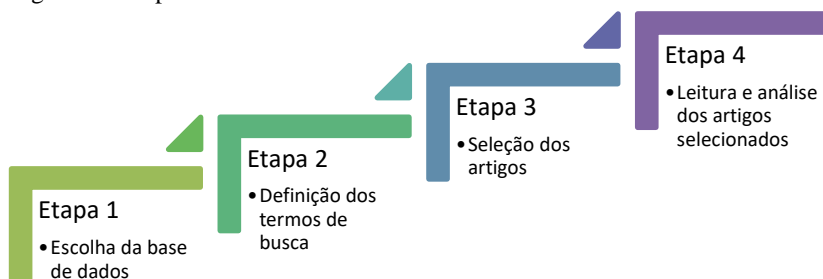 Etapa 1
•Escolha da base
de dados
Etapa 2
•Definição dos
termos de
busca
Etapa 3
•Seleção dos
artigos
Etapa 4
•Leitura e análise
dos artigos
selecionados